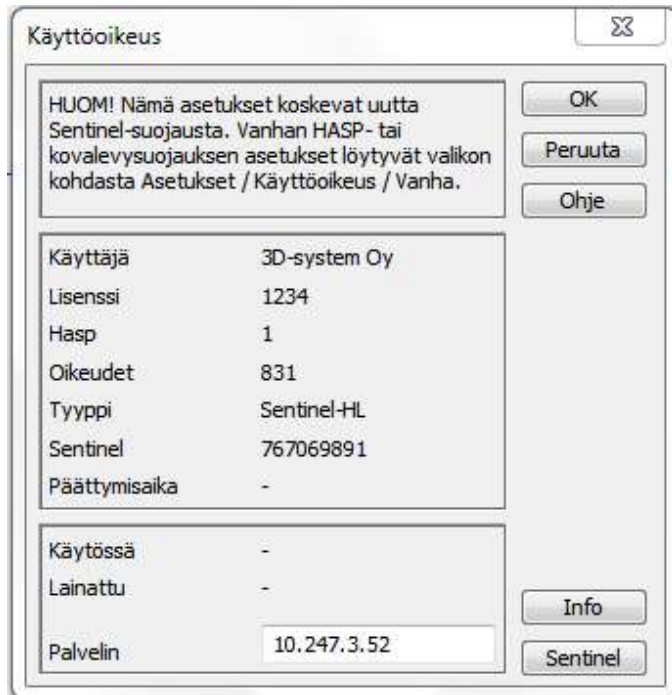 Käyttöoikeus
HUOM! Nämä asetukset koskevat uutta
Sentinel-suojausta. Vanhan HASP- tai
kovalevysuojauksen asetukset löytyvät valikon
kohdasta Asetukset / Käyttöoikeus / Vanha.
OK
Peruuta
Ohje
Käyttäjä 3D-system Oy
Lisenssi 1234
Hasp 1
Oikeudet 831
Tyyppi Sentinel-HL
Sentinel 767069891
Päättymisaika -
Käytössä -
Lainattu -
Palvelin 10.247.3.52
Info
Sentinel